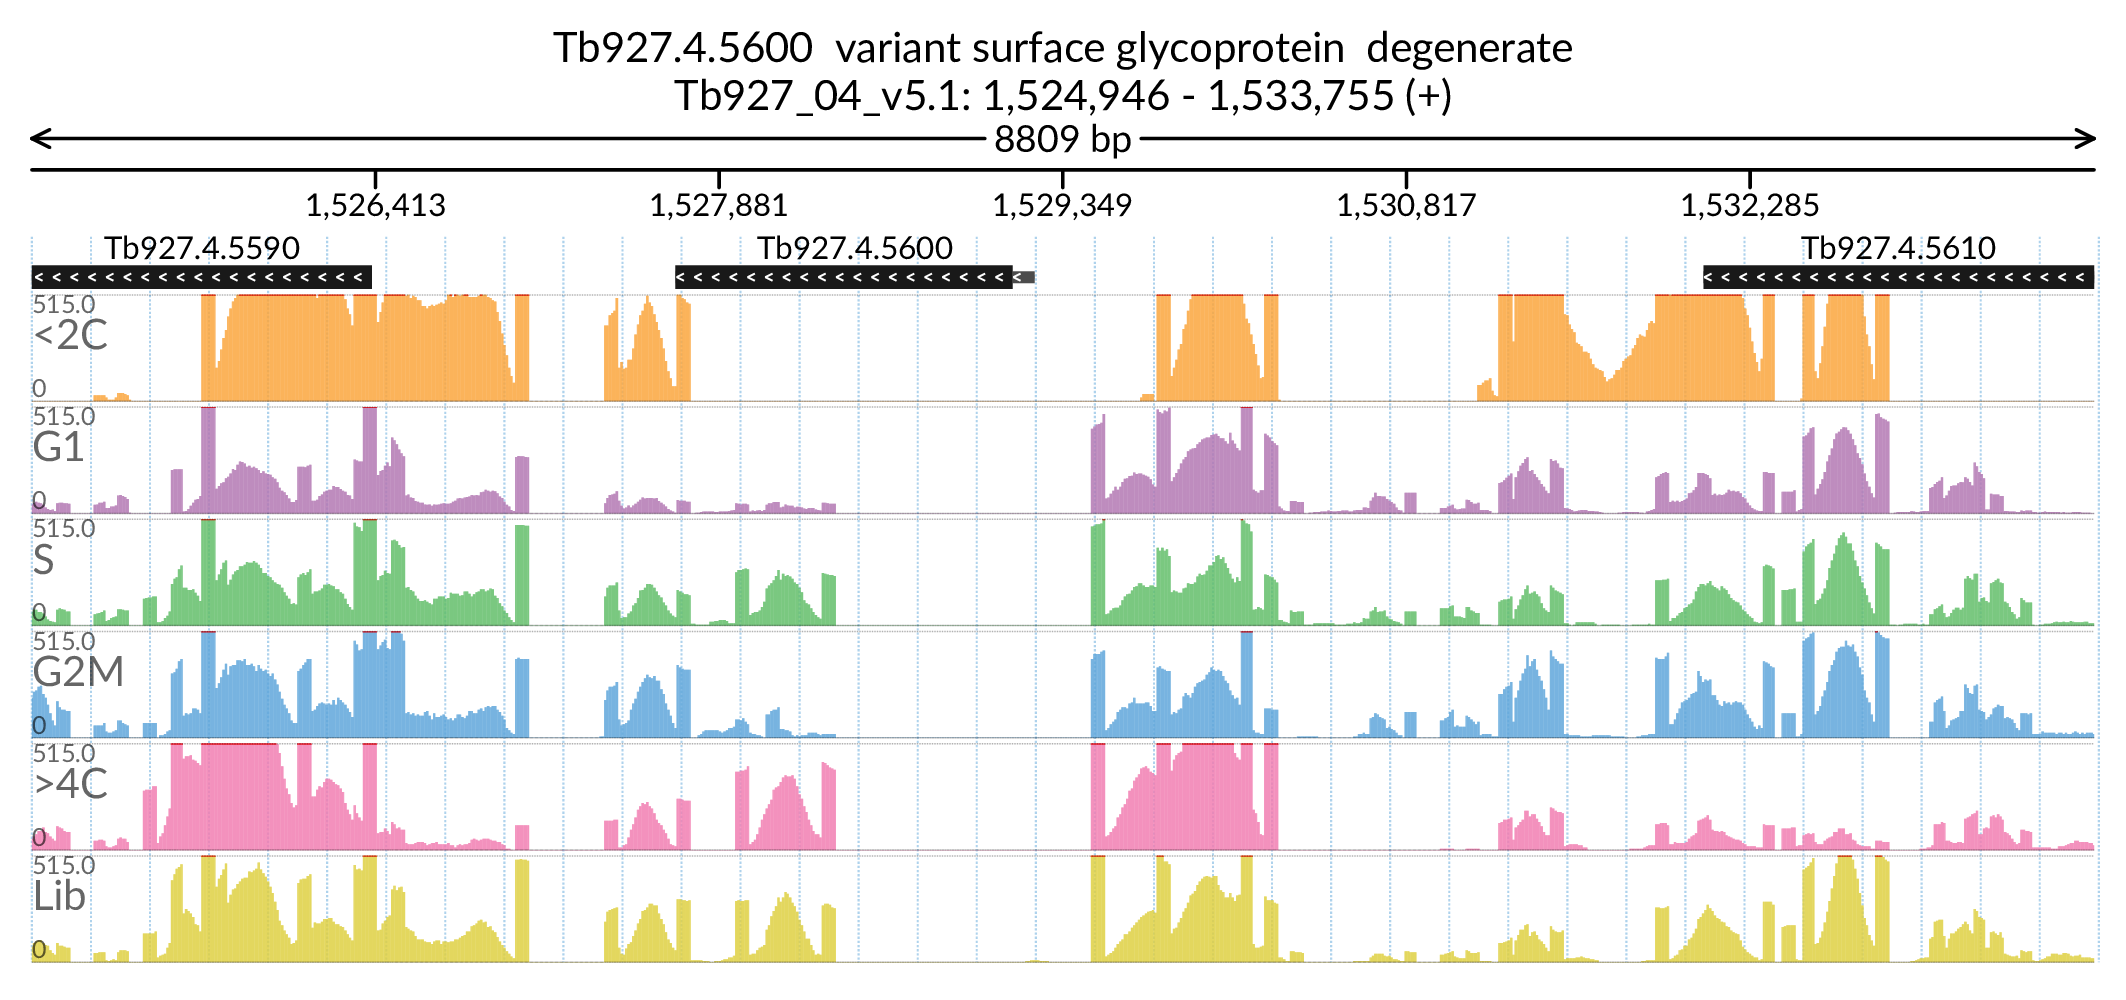 Tb927.4.5600 variant surface glycoprotein degenerate
Tb927_04_v5.1: 1,524,946 - 1,533,755 (+)
8809 bp
1,526,413 1,527,881 1,529,349 1,530,817 1,532,285
Tb927.4.5590 Tb927.4.5600 Tb927.4.5610
515.0
<2C
0
515.0
G1
0
515.0
S
0
515.0
G2M
0
515.0
>4C
0
515.0
Lib
0